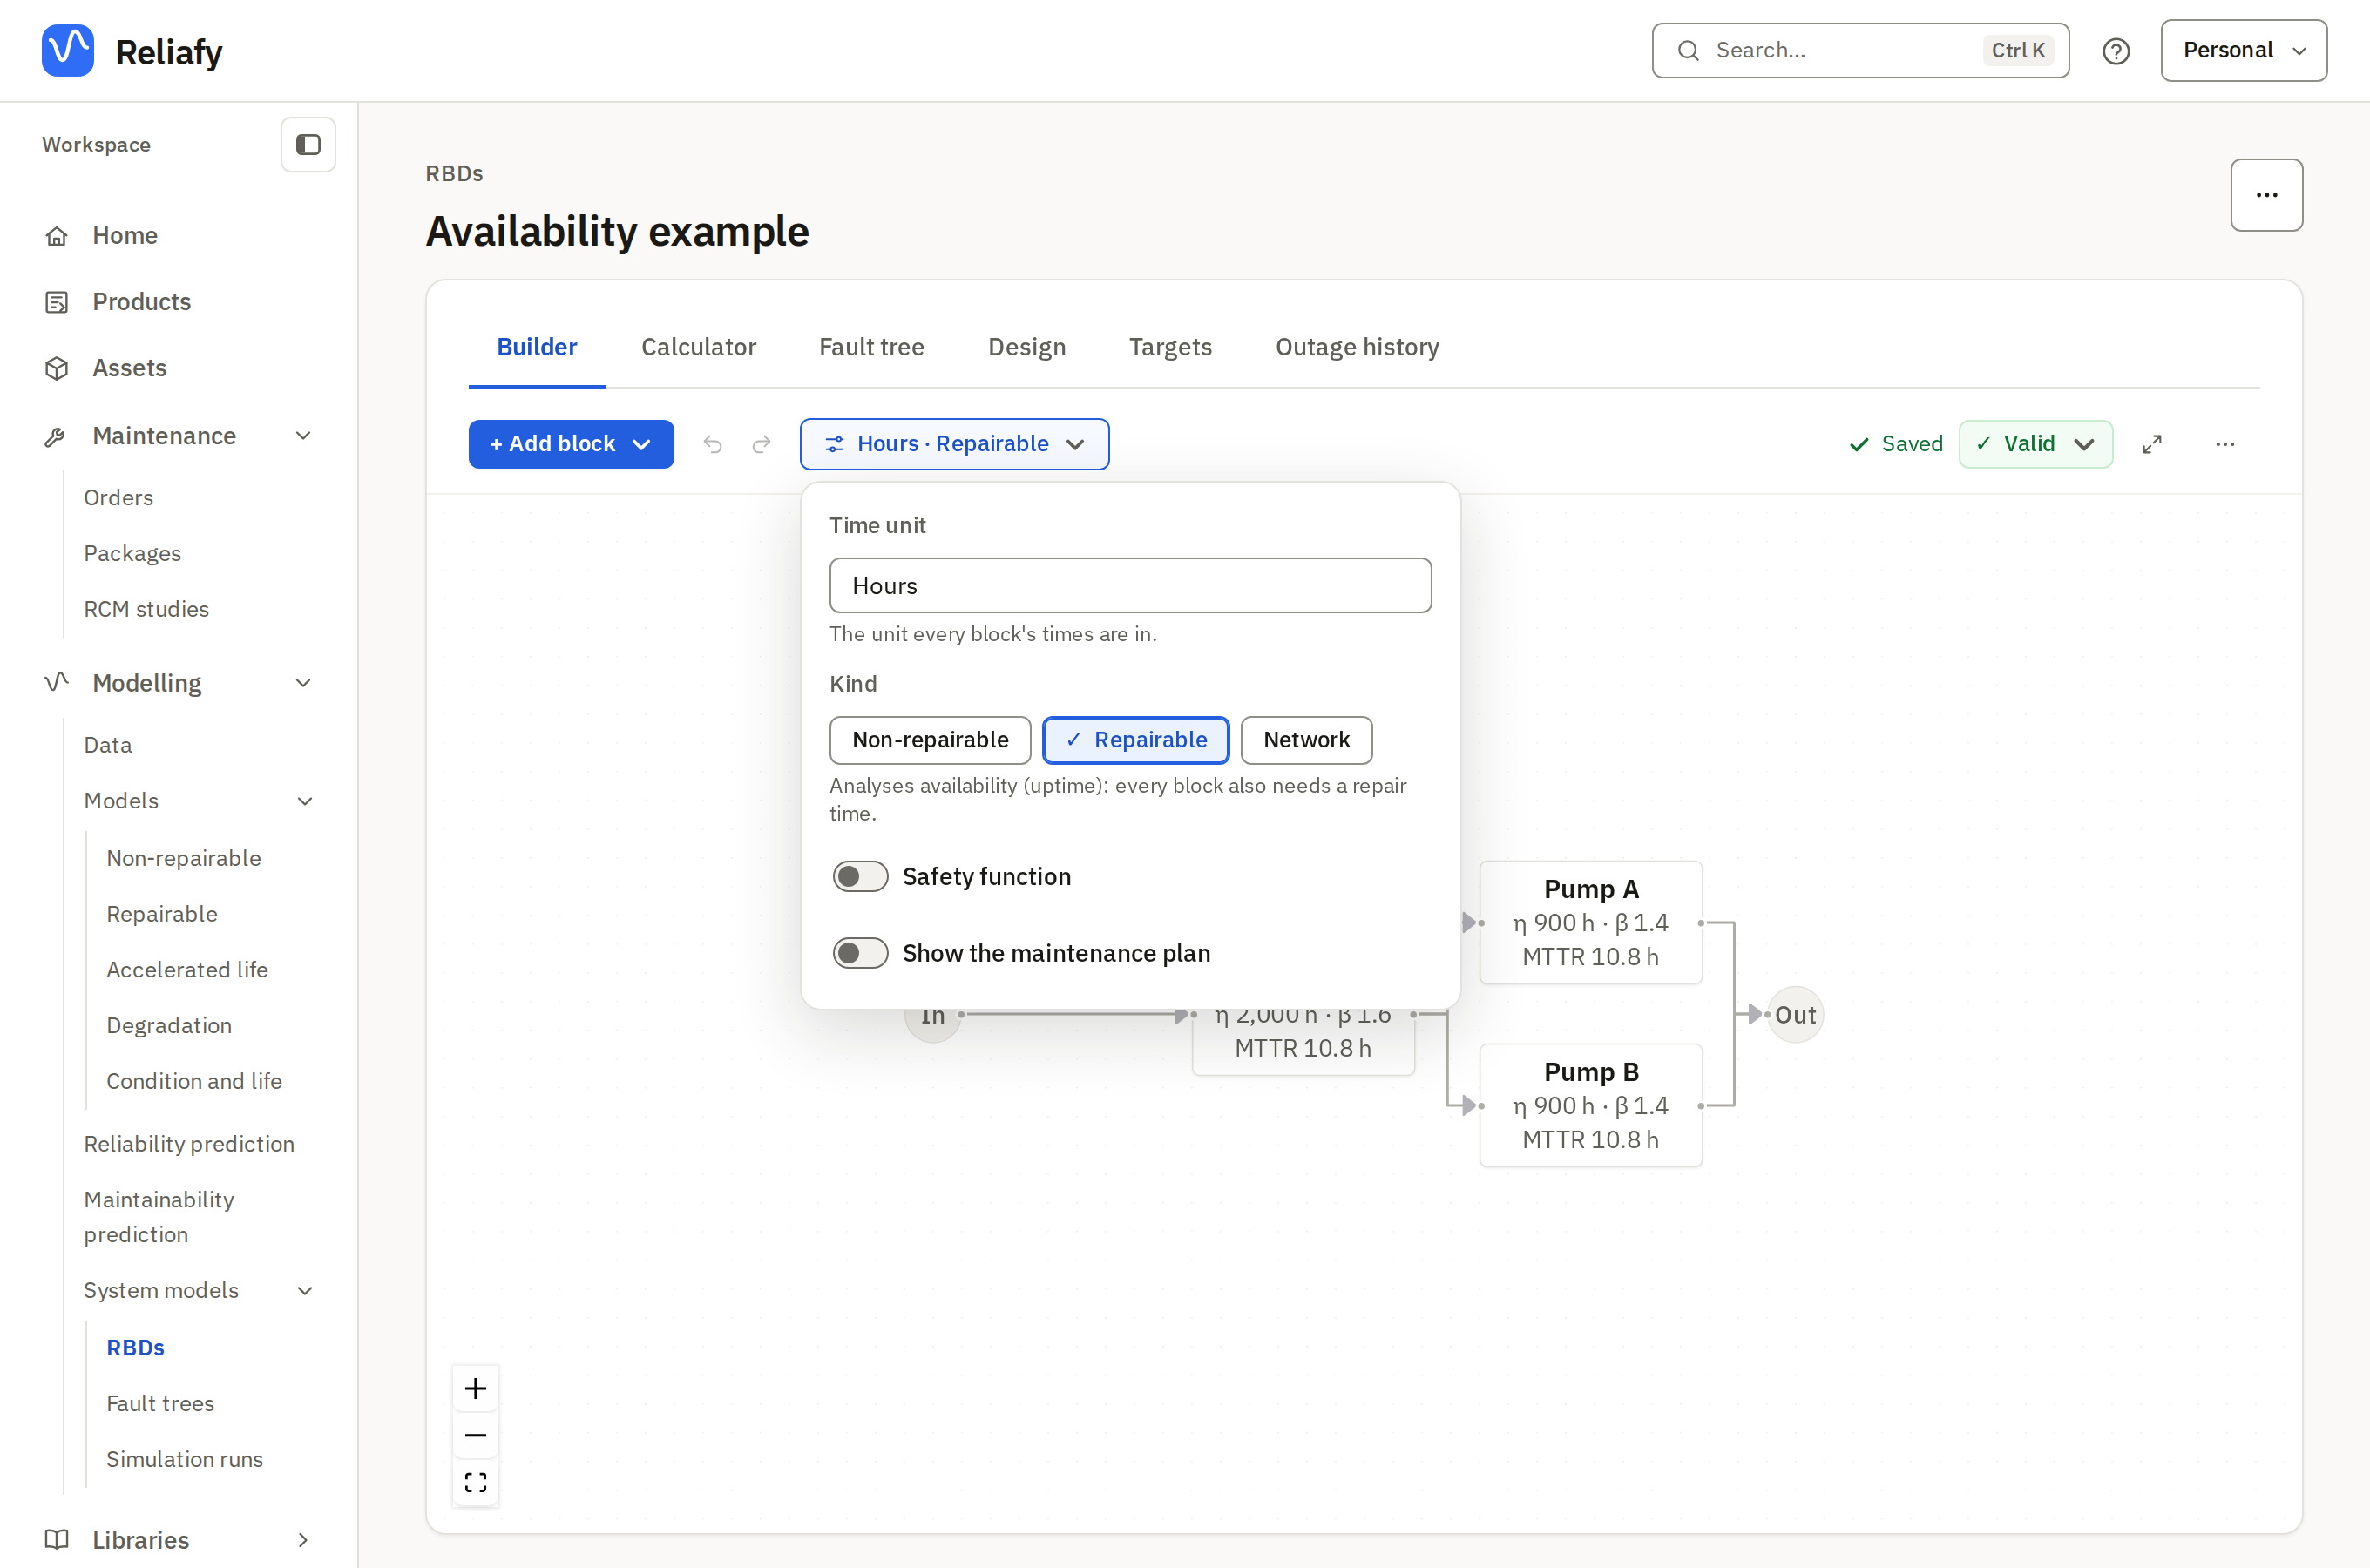 Reliafy
Search...
Ctrl K
Personal
Workspace
Home
Products
Assets
Maintenance
Orders
Packages
RCM studies
Modelling
Data
Models
Non-repairable
Repairable
Accelerated life
Degradation
Condition and life
Reliability prediction
Maintainability
prediction
System models
RBDs
Fault trees
Simulation runs
Libraries
RBDs
Availability example
Builder
Calculator
Fault tree
Design
Targets
Outage history
+ Add block
Hours · Repairable
✓ Saved
✓ Valid
Time unit
Hours
The unit every block's times are in.
Kind
Non-repairable
✓ Repairable
Network
Analyses availability (uptime): every block also needs a repair
time.
Safety function
Show the maintenance plan
In
η 2,000 h · β 1.6
MTTR 10.8 h
Pump A
η 900 h · β 1.4
MTTR 10.8 h
Pump B
η 900 h · β 1.4
MTTR 10.8 h
Out